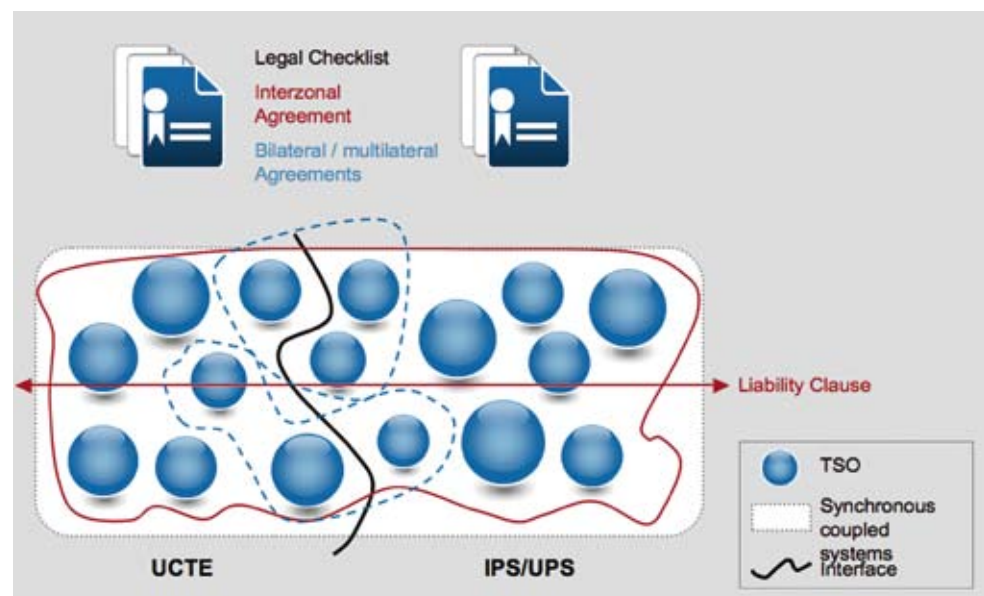 Legal Checklist
Interzonal
Agreement
Bilateral / multilateral
Agreements
Liability Clause
TSO
Synchronous
coupled
systems
Interface
UCTE
IPS/UPS